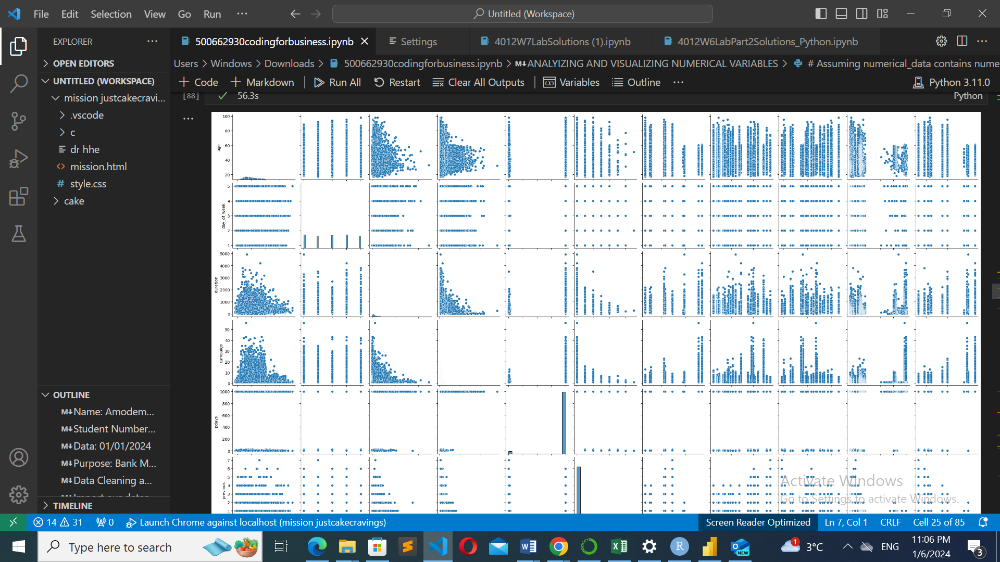 File Edit Selection View Go Run ···
Untitled (Workspace)
EXPLORER
OPEN EDITORS
UNTITLED (WORKSPACE)
mission justcakecravi...
.vscode
c
dr hhe
mission.html
style.css
cake
OUTLINE
Name: Amodem...
Student Number...
Data: 01/01/2024
Purpose: Bank M...
Data Cleaning a...
TIMELINE
500662930codingforbusiness.ipynb
Settings
4012W7LabSolutions (1).ipynb
4012W6LabPart2Solutions_Python.ipynb
Users > Windows > Downloads > 500662930codingforbusiness.ipynb > M↓ANALYIZING AND VISUALIZING NUMERICAL VARIABLES > # Assuming numerical_data contains nume
+ Code + Markdown Run All Restart Clear All Outputs Variables Outline ··· Python 3.11.0
[88] ✓ 56.3s Python
100
80
60
40
20
age
5
4
3
2
1
day_of_week
5000
4000
3000
2000
1000
0
duration
50
40
30
20
10
0
campaign
1000
800
600
400
200
0
pdays
7
6
5
4
3
2
1
previous
Activate Windows
Go to Settings to activate Windows.
14 31 0 Launch Chrome against localhost (mission justcakecravings)
Screen Reader Optimized Ln 7, Col 1 CRLF Cell 25 of 85
Type here to search
1 3°C ENG
11:06 PM
1/6/2024
3
NEW